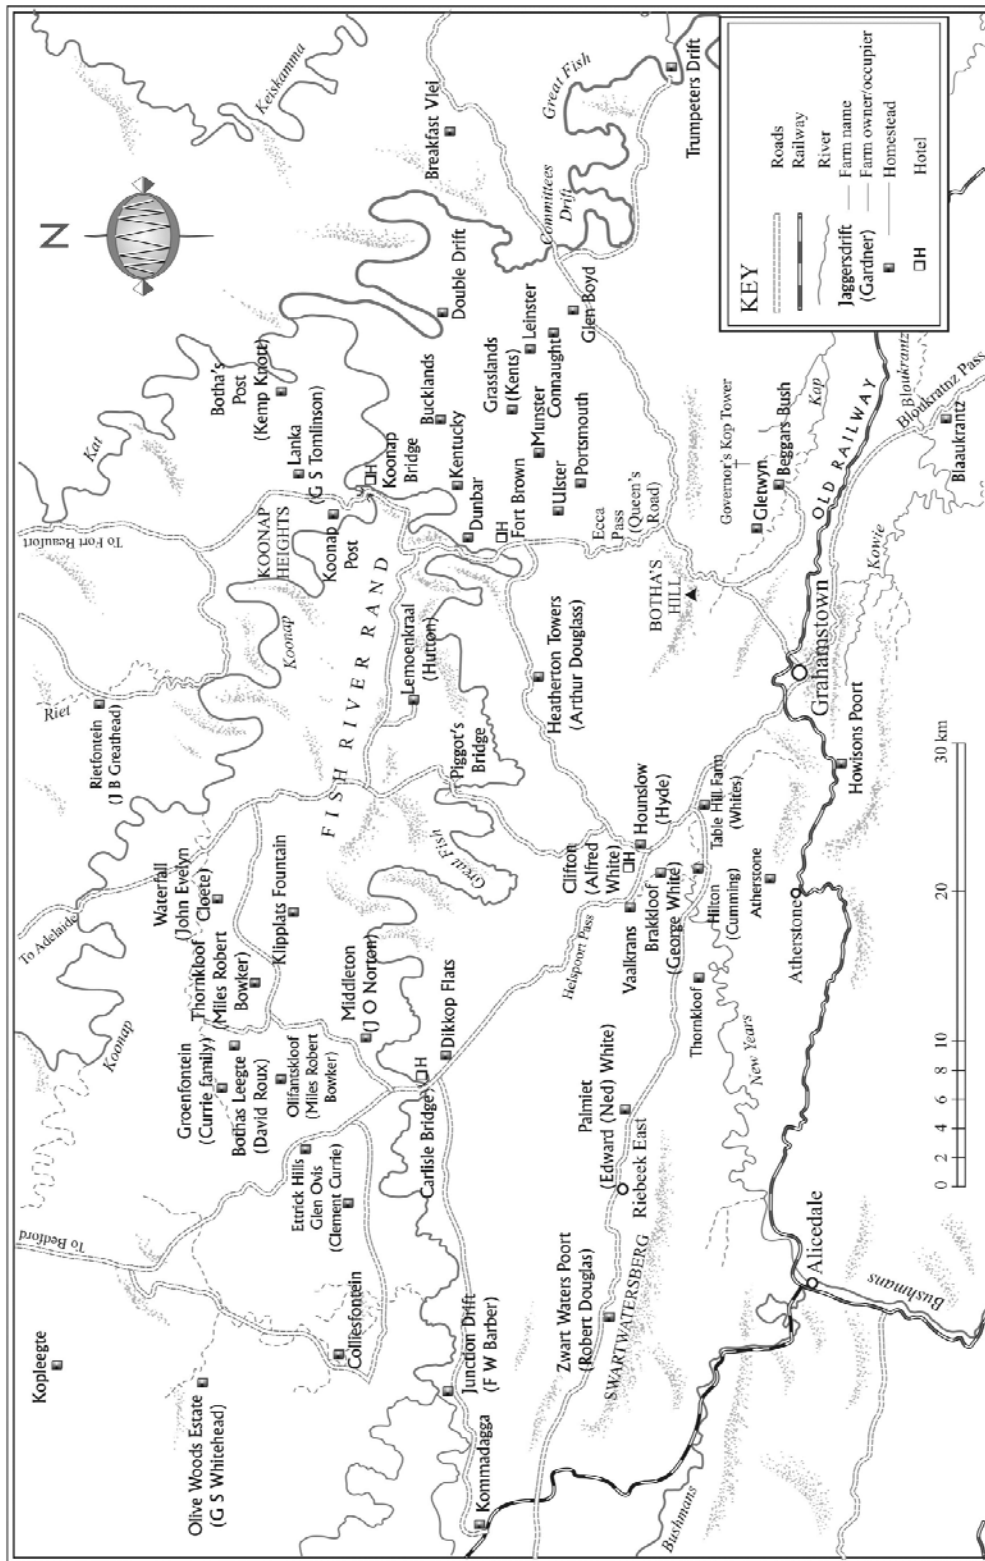 Kopleegte
To Bedford
Olive Woods Estate
(G S Whitehead)
Colliesfontein
Junction Drift
(F W Barber)
Kommadagga
Koonap
To Adelaide
Groenfontein
(Currie family)
Bothas Leegte
(David Roux)
Olifantskloof
(Miles Robert
Bowker)
Ettrick Hills
Glen Ovis
(Clement Currie)
Carlisle Bridge
H
Waterfall
(John Evelyn
Cloete)
Thornkloof
(Miles Robert
Bowker)
Klipplats Fountain
Middleton
(J O Norton)
Dikkop Flats
Riet
Rietfontein
(J B Greathead)
Koonap
FISH RIVER RAND
Lemoenkraal
(Hutton)
Piggot's
Bridge
Great Fish
To Fort Beaufort
Kat
KOONAP
HEIGHTS
Koonap
Post
Lanka
(G S Tomlinson)
Botha's
Post
(Kemp Knott)
H
Koonap
Bridge
N
Keiskamma
Double Drift
Breakfast Vlei
Bucklands
Kentucky
Dunbar
H
Fort Brown
Grasslands
(Kents)
Leinster
Munster
Connaught
Ulster
Portsmouth
Glen Boyd
Committees
Drift
Great Fish
Trumpeters Drift
Ecca
Pass
(Queen's
Road)
BOTHA'S
HILL
Heatherton Towers
(Arthur Douglass)
Clifton
(Alfred
White)
H
Hounslow
(Hyde)
Helspoort Pass
Vaalkrans
Brakkloof
(George White)
Table Hill Farm
(Whites)
Hilton
(Cumming)
Thornkloof
Atherstone
Atherstone
New Years
Palmiet
(Edward (Ned) White)
Riebeek East
Zwart Waters Poort
(Robert Douglas)
SWARTWATERSBERG
Alicedale
Bushmans
Bushmans
Howisons Poort
Grahamstown
Governor's Kop Tower
Gletwyn
Beggars Bush
Kap
OLD RAILWAY
Kowie
Bloukrantz
Bloukratnz Pass
Blaaukrantz
0 2 4 6 8 10 20 30 km
KEY
Roads
Railway
River
Jaggersdrift Farm name
(Gardner) Farm owner/occupier
Homestead
H Hotel